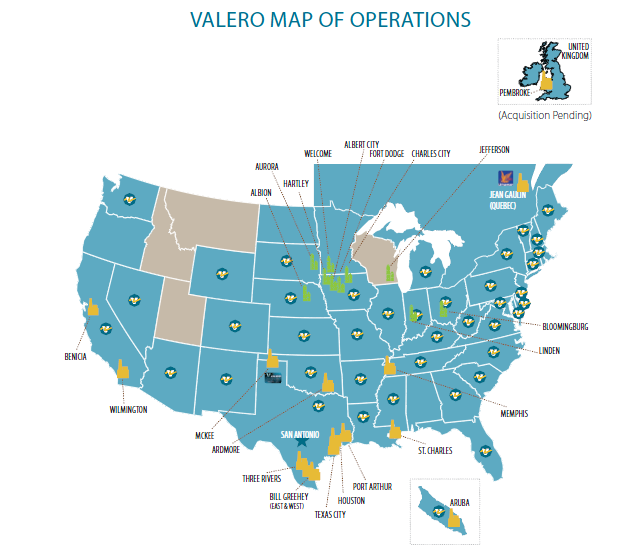 VALERO MAP OF OPERATIONS
UNITED
KINGDOM
PEMBROKE
(Acquisition Pending)
ALBERT CITY
WELCOME
FORT DODGE
CHARLES CITY
JEFFERSON
AURORA
HARTLEY
ALBION
JEAN GAULIN
(QUEBEC)
BLOOMINGBURG
LINDEN
BENICIA
WILMINGTON
MEMPHIS
MCKEE
SAN ANTONIO
ARDMORE
ST. CHARLES
THREE RIVERS
PORT ARTHUR
BILL GREEHEY
(EAST & WEST)
HOUSTON
TEXAS CITY
ARUBA